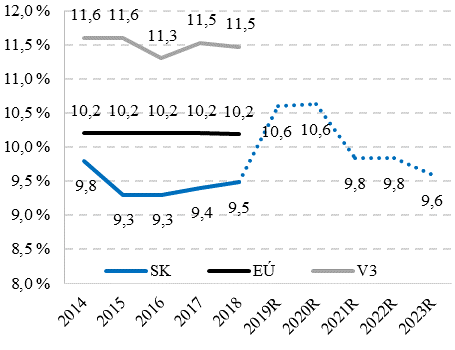 12,0 %
11,5 %
11,0 %
10,5 %
10,0 %
9,5 %
9,0 %
8,5 %
8,0 %
11,6 11,6 11,3 11,5 11,5
10,2 10,2 10,2 10,2 10,2
9,8 9,3 9,3 9,4 9,5 10,6 10,6 9,8 9,8 9,6
SK EÚ V3
2014 2015 2016 2017 2018 2019R 2020R 2021R 2022R 2023R